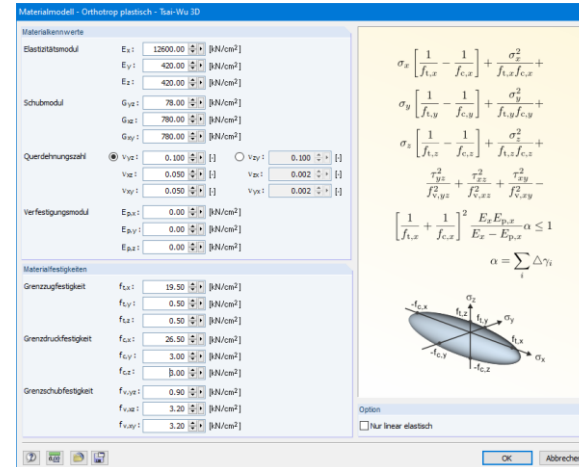 Materialmodell - Orthotrop plastisch - Tsai-Wu 3D
Materialkennwerte
Elastizitätsmodul Ex: 12600.00 [kN/cm²]
Ey: 420.00 [kN/cm²]
Ez: 420.00 [kN/cm²]
Schubmodul Gyz: 78.00 [kN/cm²]
Gxz: 780.00 [kN/cm²]
Gxy: 780.00 [kN/cm²]
Querdehnungszahl νyz: 0.100 [-] νzy: 0.100 [-]
νxz: 0.050 [-] νzx: 0.002 [-]
νxy: 0.050 [-] νyx: 0.002 [-]
Verfestigungsmodul Ep,x: 0.00 [kN/cm²]
Ep,y: 0.00 [kN/cm²]
Ep,z: 0.00 [kN/cm²]
Materialfestigkeiten
Grenzzugfestigkeit ft,x: 19.50 [kN/cm²]
ft,y: 0.50 [kN/cm²]
ft,z: 0.50 [kN/cm²]
Grenzdruckfestigkeit fc,x: 26.50 [kN/cm²]
fc,y: 3.00 [kN/cm²]
fc,z: 3.00 [kN/cm²]
Grenzschubfestigkeit fv,yz: 0.90 [kN/cm²]
fv,xz: 3.20 [kN/cm²]
fv,xy: 3.20 [kN/cm²]
σx [1/ft,x − 1/fc,x] + σx²/(ft,x fc,x) +
σy [1/ft,y − 1/fc,y] + σy²/(ft,y fc,y) +
σz [1/ft,z − 1/fc,z] + σz²/(ft,z fc,z) +
τyz²/fv,yz² + τxz²/fv,xz² + τxy²/fv,xy² −
[1/ft,x + 1/fc,x]² Ex Ep,x/(Ex − Ep,x) α ≤ 1
α = ∑i △γi
σz
-fc,x
ft,z
ft,y
σy
ft,x
-fc,y
-fc,z
σx
Option
Nur linear elastisch
OK
Abbrechen